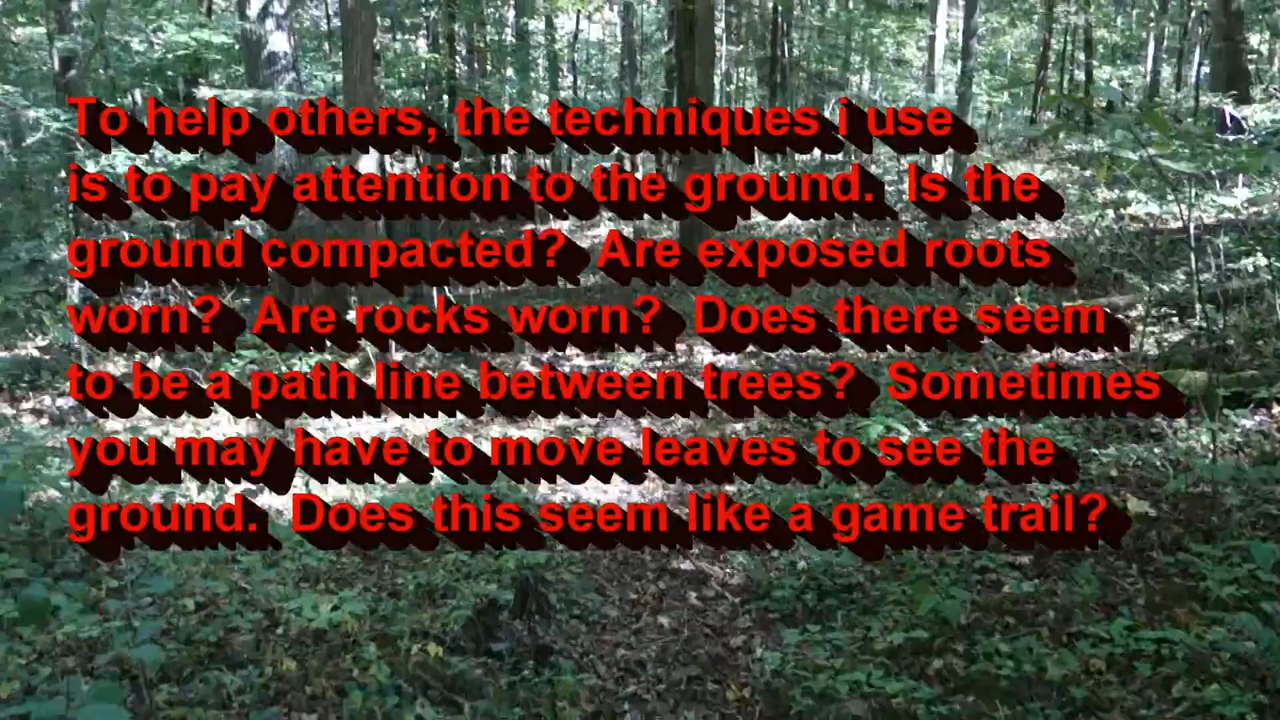 To help others, the techniques i use
is to pay attention to the ground.  Is the
ground compacted?  Are exposed roots
worn?  Are rocks worn?  Does there seem
to be a path line between trees?  Sometimes
you may have to move leaves to see the
ground.  Does this seem like a game trail?